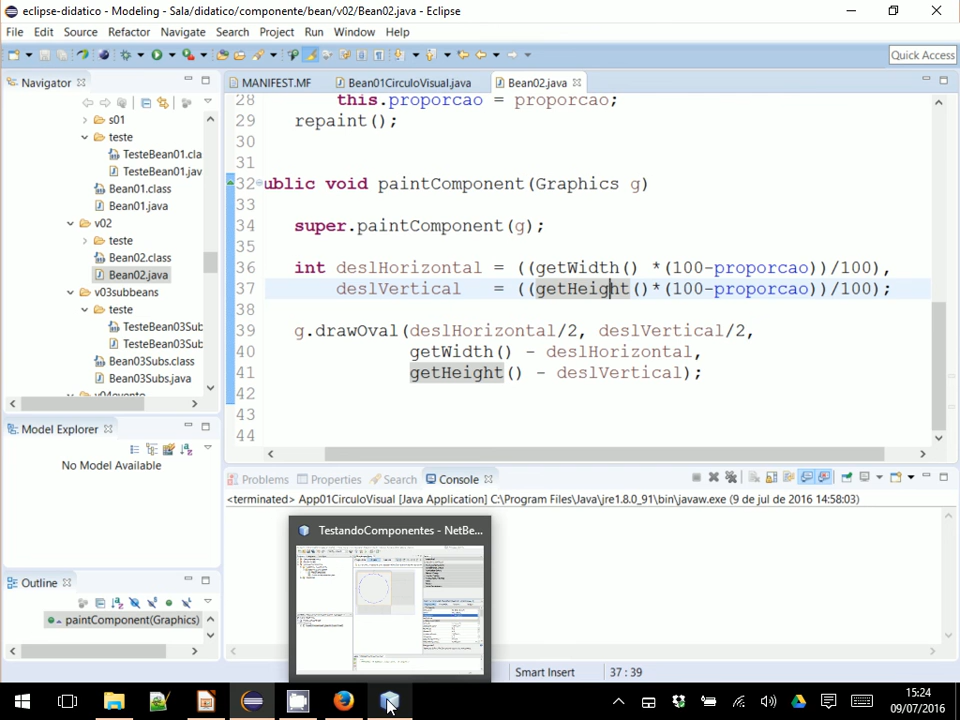 eclipse-didatico - Modeling - Sala/didatico/componente/bean/v02/Bean02.java - Eclipse
File Edit Source Refactor Navigate Search Project Run Window Help
Quick Access
Navigator
MANIFEST.MF
Bean01CirculoVisual.java
Bean02.java
s01
teste
TesteBean01.cla
TesteBean01.jav
Bean01.class
Bean01.java
v02
teste
Bean02.class
Bean02.java
v03subbeans
teste
TesteBean03Sub
TesteBean03Sub
Bean03Subs.class
Bean03Subs.java
v04evento
28 this.proporcao = proporcao;
29 repaint();
30
31
32 ublic void paintComponent(Graphics g)
33
34 super.paintComponent(g);
35
36 int deslHorizontal = ((getWidth() *(100-proporcao))/100),
37 deslVertical = ((getHeight()*(100-proporcao))/100);
38
39 g.drawOval(deslHorizontal/2, deslVertical/2,
40 getWidth() - deslHorizontal,
41 getHeight() - deslVertical);
42
43
44
Model Explorer
No Model Available
Outline
paintComponent(Graphics)
Problems Properties Search Console
<terminated> App01CirculoVisual [Java Application] C:\Program Files\Java\jre1.8.0_91\bin\javaw.exe (9 de jul de 2016 14:58:03)
TestandoComponentes - NetBe...
Smart Insert
37 : 39
15:24
09/07/2016